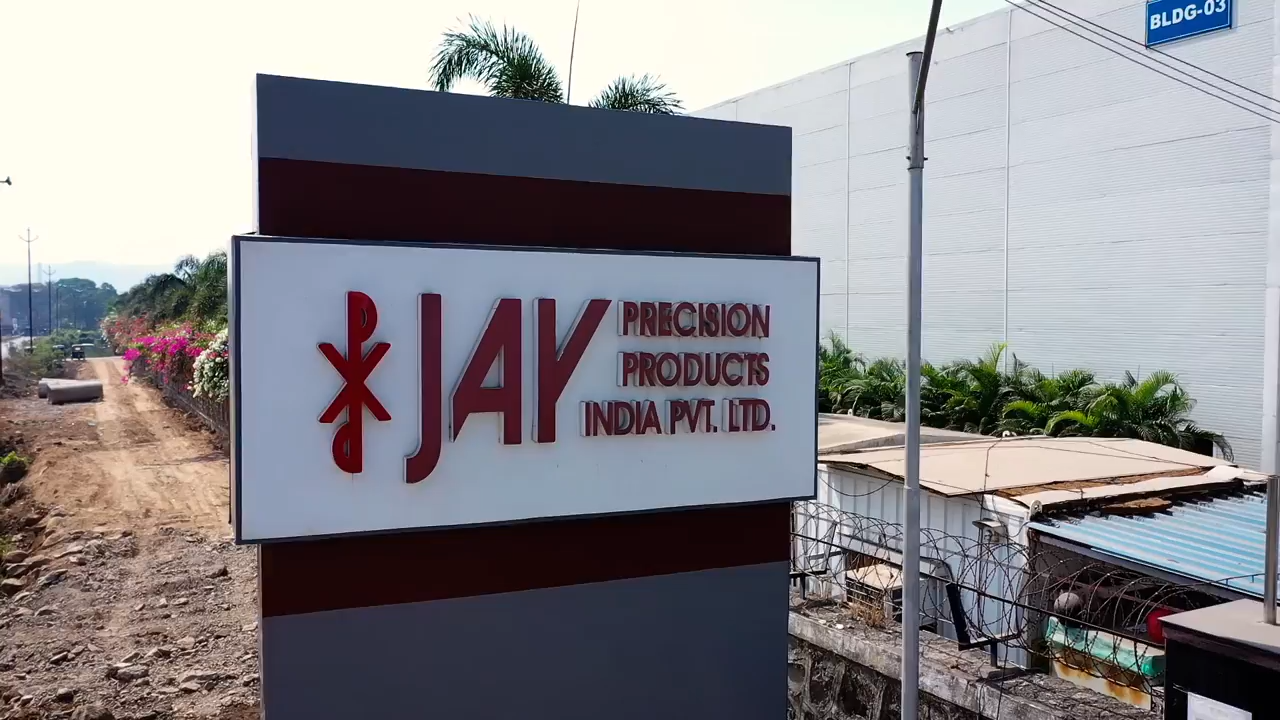 BLDG-03
JAY
PRECISION
PRODUCTS
INDIA PVT. LTD.